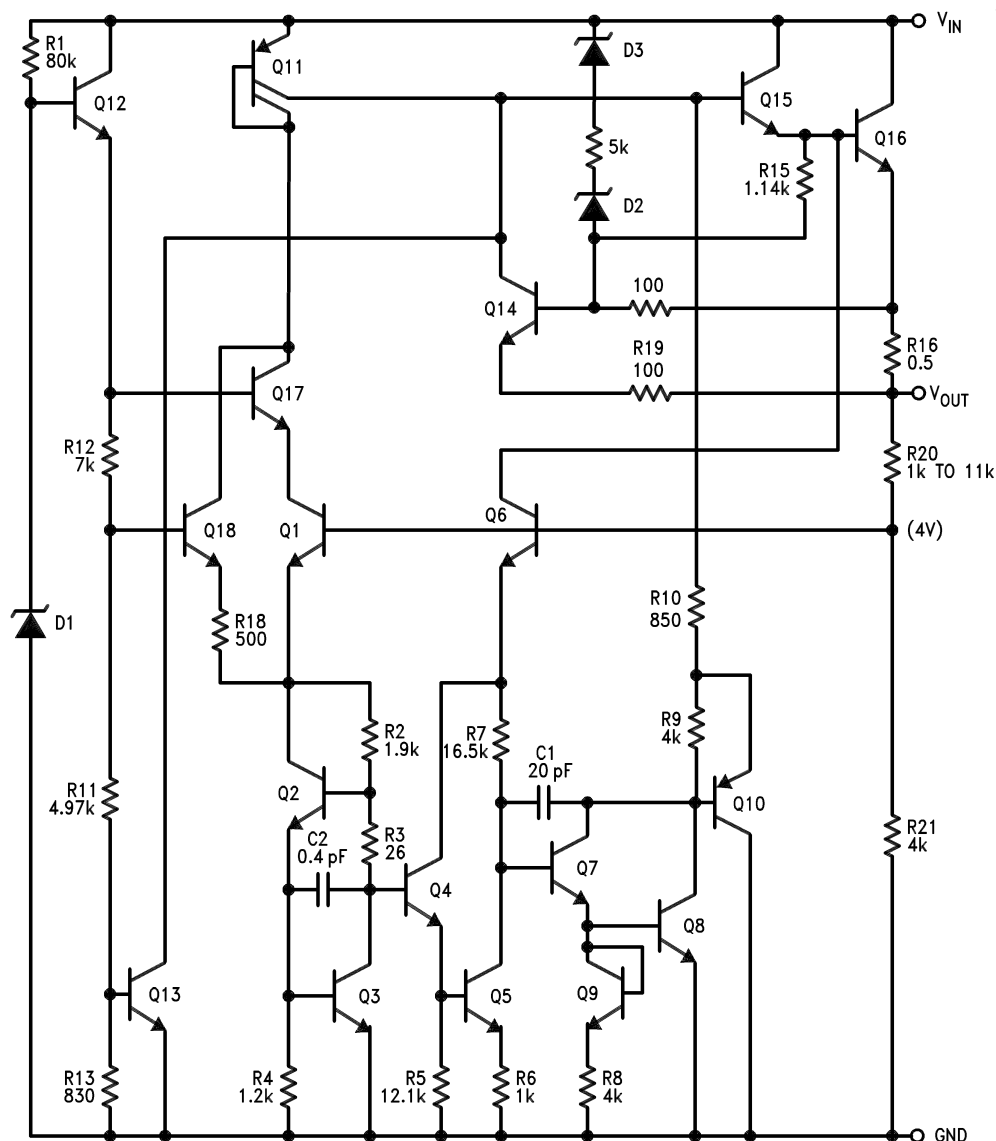 V_IN
R1
80k
Q11
D3
Q12
Q15
Q16
5k
R15
1.14k
D2
100
Q14
R16
0.5
R19
100
V_OUT
Q17
R12
7k
R20
1k TO 11k
Q18
Q1
Q6
(4V)
R10
850
D1
R18
500
R2
1.9k
R7
16.5k
R9
4k
C1
20 pF
Q2
Q10
R11
4.97k
C2
0.4 pF
R3
26
R21
4k
Q4
Q7
Q8
Q13
Q3
Q5
Q9
R13
830
R4
1.2k
R5
12.1k
R6
1k
R8
4k
GND